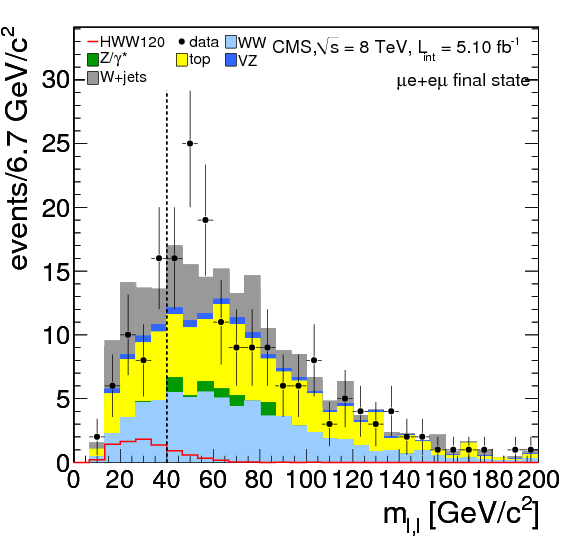 HWW120 data WW CMS,√s = 8 TeV, L_int = 5.10 fb⁻¹
Z/γ* top VZ
W+jets μe+eμ final state
events/6.7 GeV/c²
30
25
20
15
10
5
0
0 20 40 60 80 100 120 140 160 180 200
m_l,l [GeV/c²]